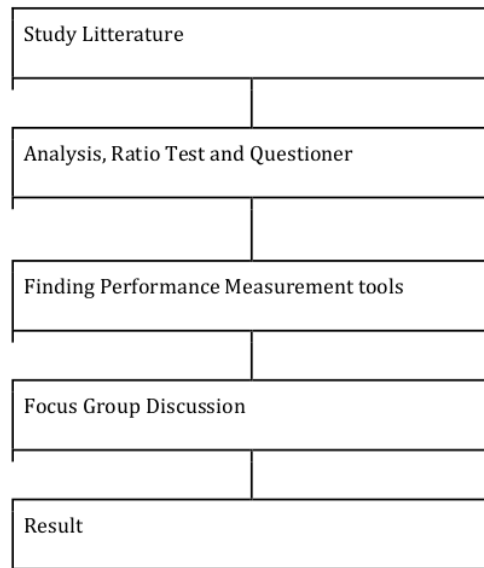 Study Litterature
Analysis, Ratio Test and Questioner
Finding Performance Measurement tools
Focus Group Discussion
Result